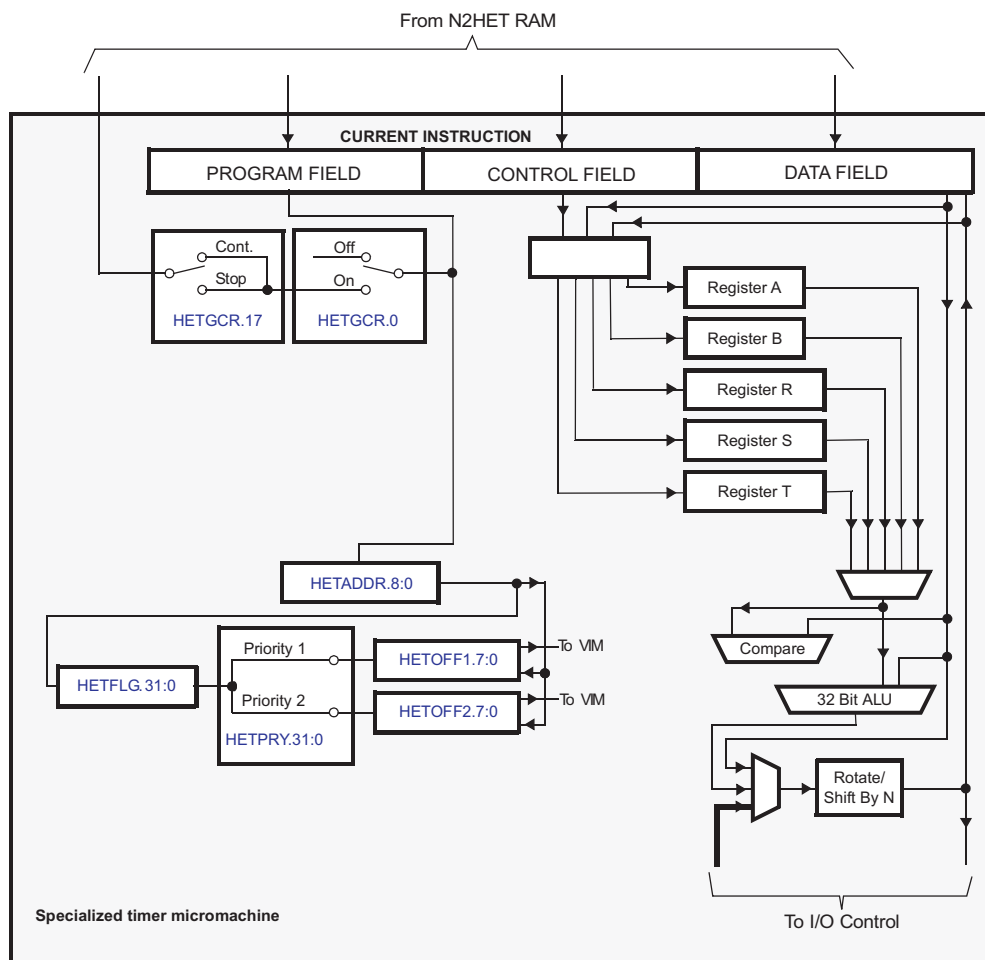 From N2HET RAM
CURRENT INSTRUCTION
PROGRAM FIELD
CONTROL FIELD
DATA FIELD
Cont.
Stop
HETGCR.17
Off
On
HETGCR.0
Register A
Register B
Register R
Register S
Register T
HETADDR.8:0
HETFLG.31:0
Priority 1
Priority 2
HETPRY.31:0
HETOFF1.7:0
To VIM
HETOFF2.7:0
To VIM
Compare
32 Bit ALU
Rotate/
Shift By N
Specialized timer micromachine
To I/O Control